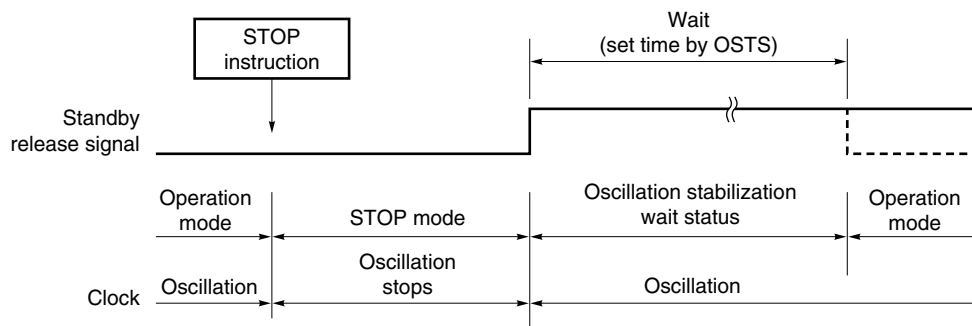 STOP
instruction
Wait
(set time by OSTS)
Standby
release signal
Operation
mode
STOP mode
Oscillation stabilization
wait status
Operation
mode
Clock
Oscillation
Oscillation
stops
Oscillation